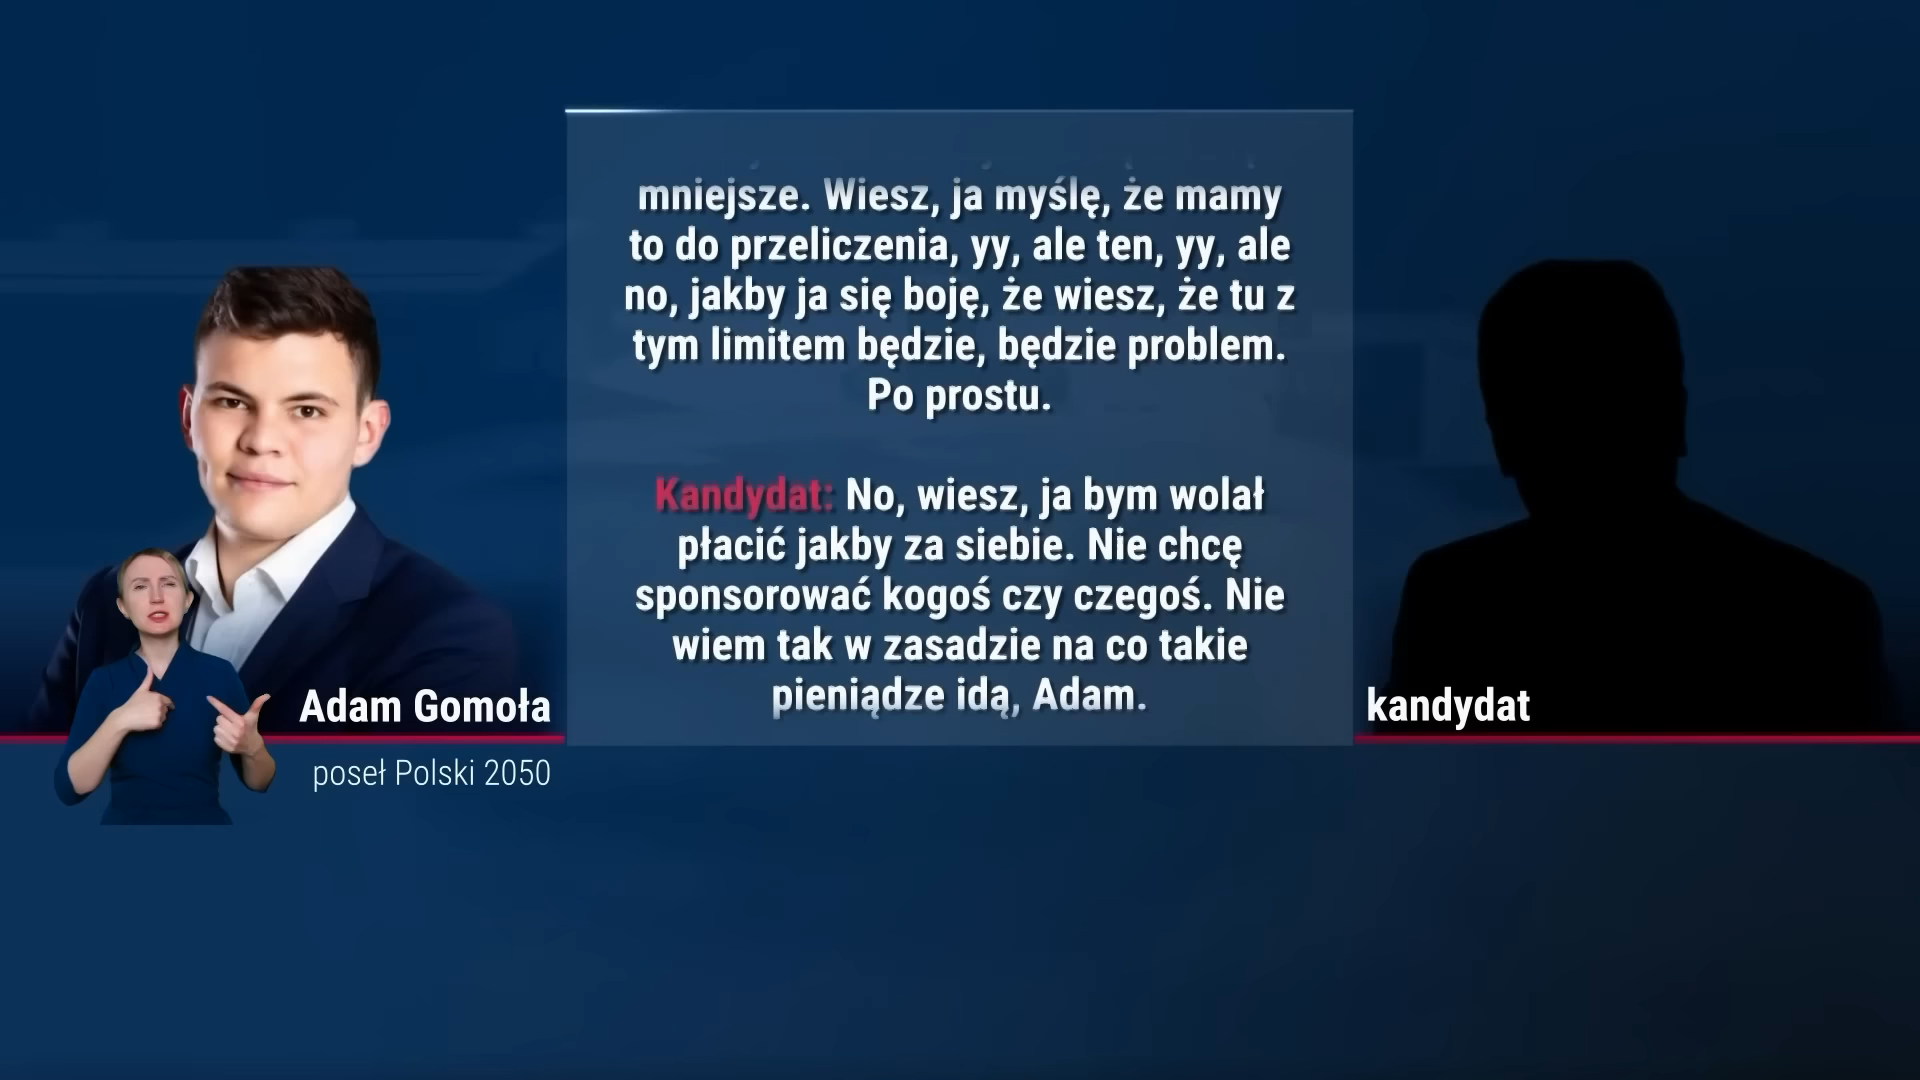 mniejsze. Wiesz, ja myślę, że mamy
to do przeliczenia, yy, ale ten, yy, ale
no, jakby ja się boję, że wiesz, że tu z
tym limitem będzie, będzie problem.
Po prostu.
Kandydat: No, wiesz, ja bym wolał
płacić jakby za siebie. Nie chcę
sponsorować kogoś czy czegoś. Nie
wiem tak w zasadzie na co takie
pieniądze idą, Adam.
Adam Gomoła
poseł Polski 2050
kandydat